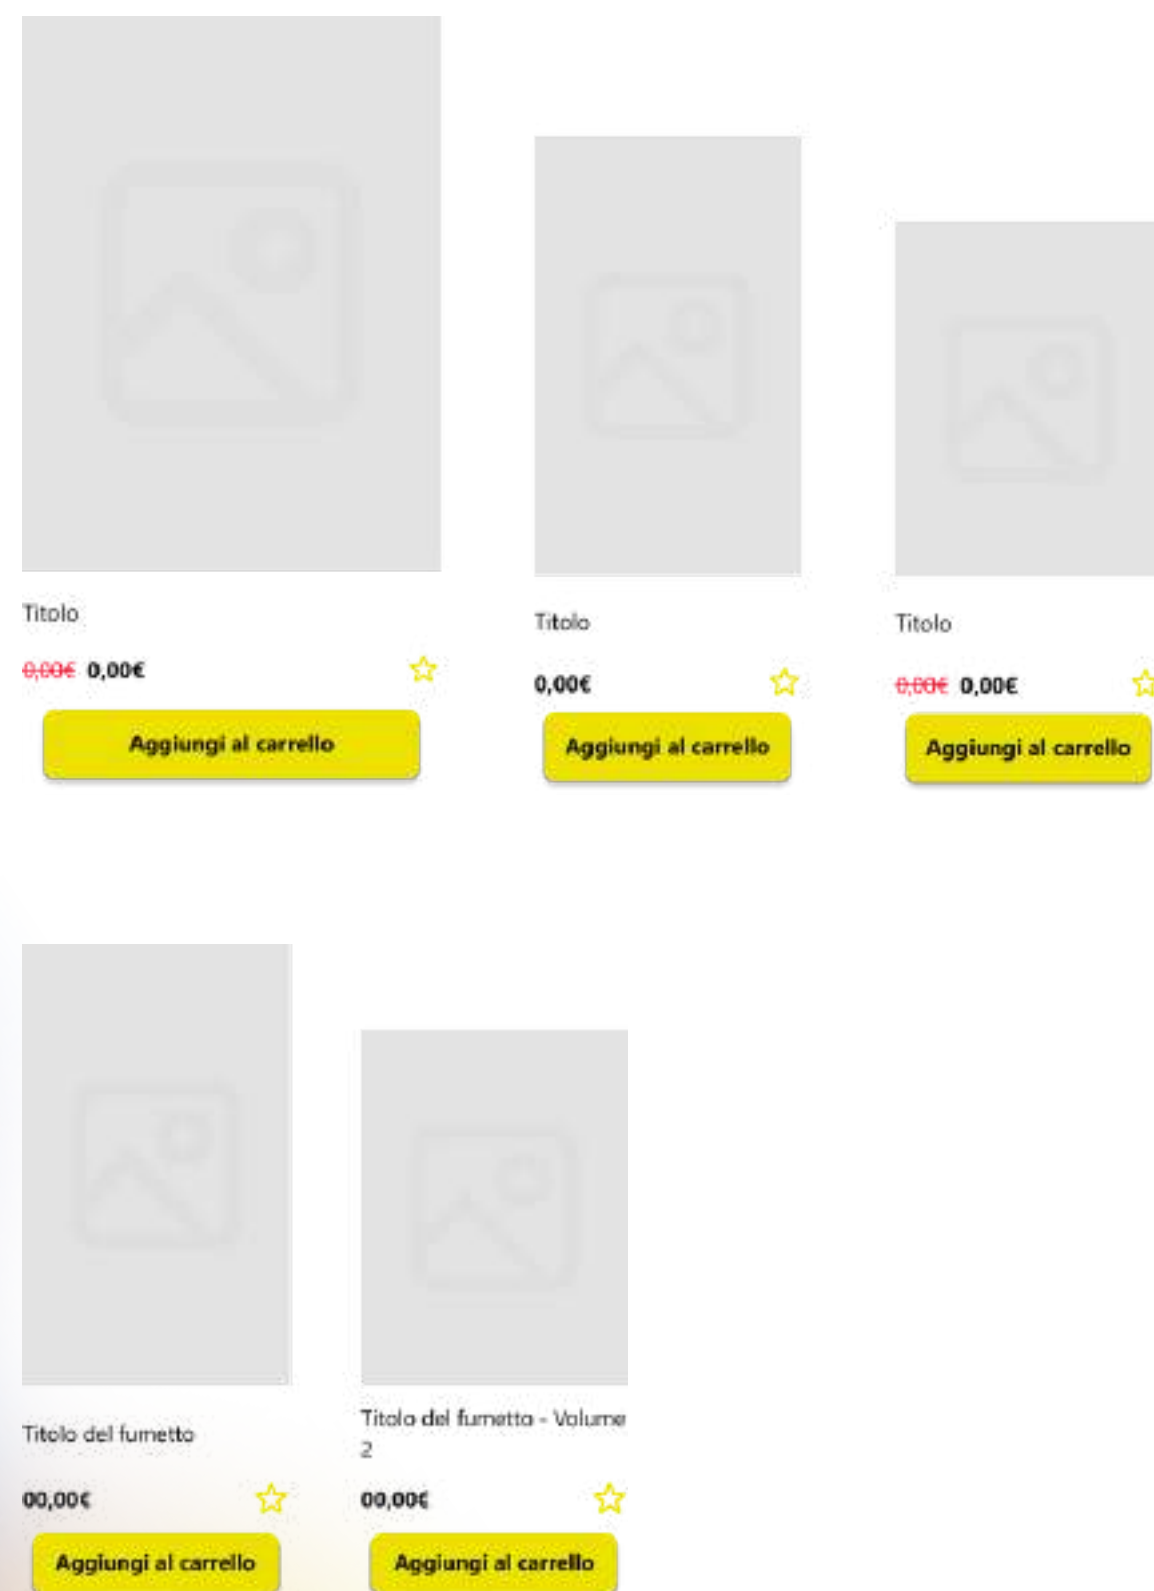 Titolo
0,00€ 0,00€
Aggiungi al carrello
Titolo
0,00€
Aggiungi al carrello
Titolo
0,00€ 0,00€
Aggiungi al carrello
Titolo del fumetto
00,00€
Aggiungi al carrello
Titolo del fumetto - Volume
2
00,00€
Aggiungi al carrello